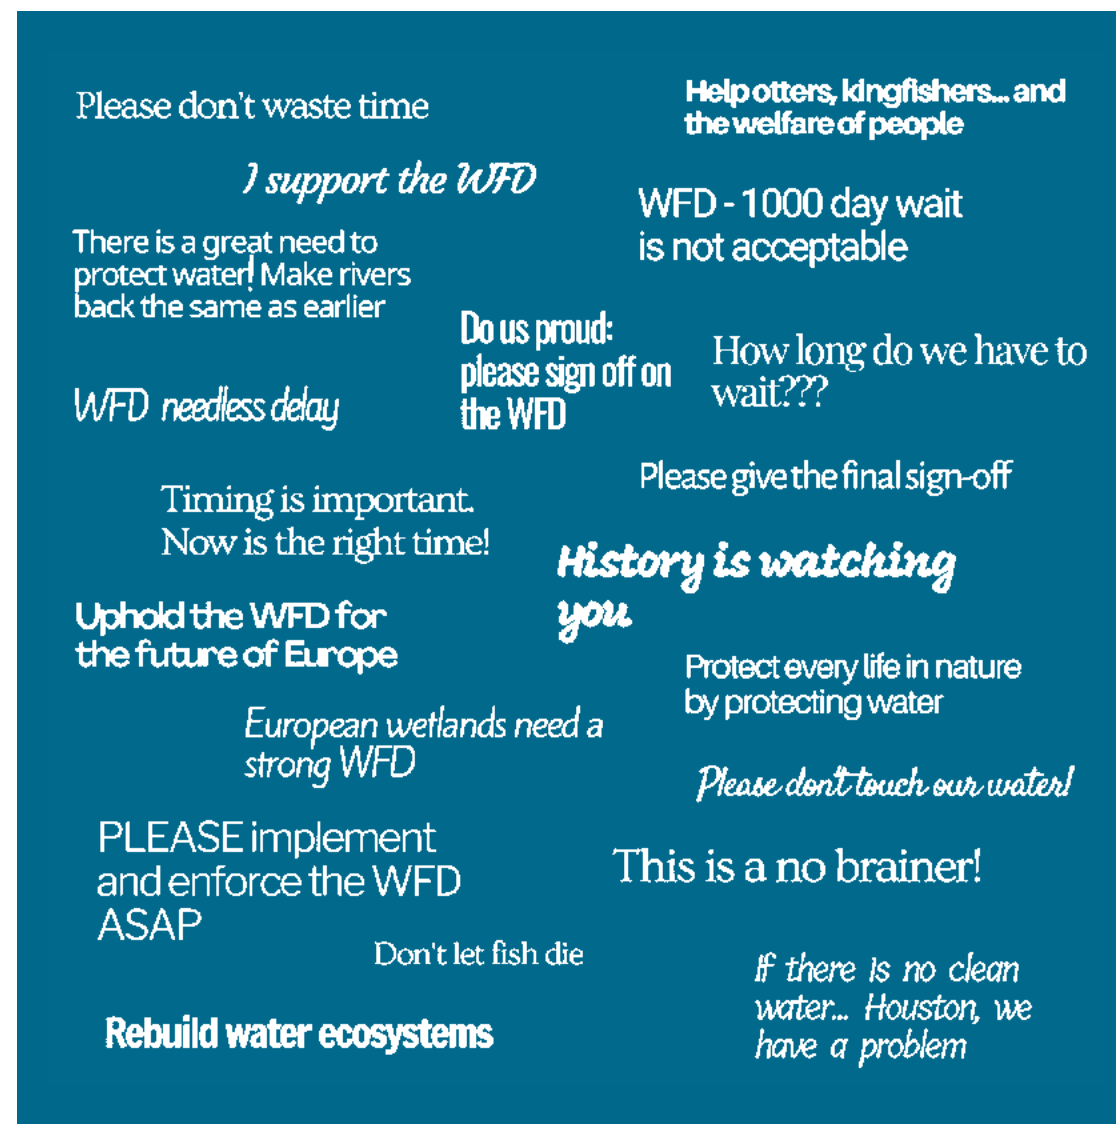 Please don't waste time
Help otters, kingfishers... and
the welfare of people
I support the WFD
WFD - 1000 day wait
is not acceptable
There is a great need to
protect water! Make rivers
back the same as earlier
Do us proud:
please sign off on
the WFD
How long do we have to
wait???
WFD needless delay
Please give the final sign-off
Timing is important.
Now is the right time!
History is watching
you.
Uphold the WFD for
the future of Europe
Protect every life in nature
by protecting water
European wetlands need a
strong WFD
Please don't touch our water!
PLEASE implement
and enforce the WFD
ASAP
This is a no brainer!
Don't let fish die
If there is no clean
water... Houston, we
have a problem
Rebuild water ecosystems